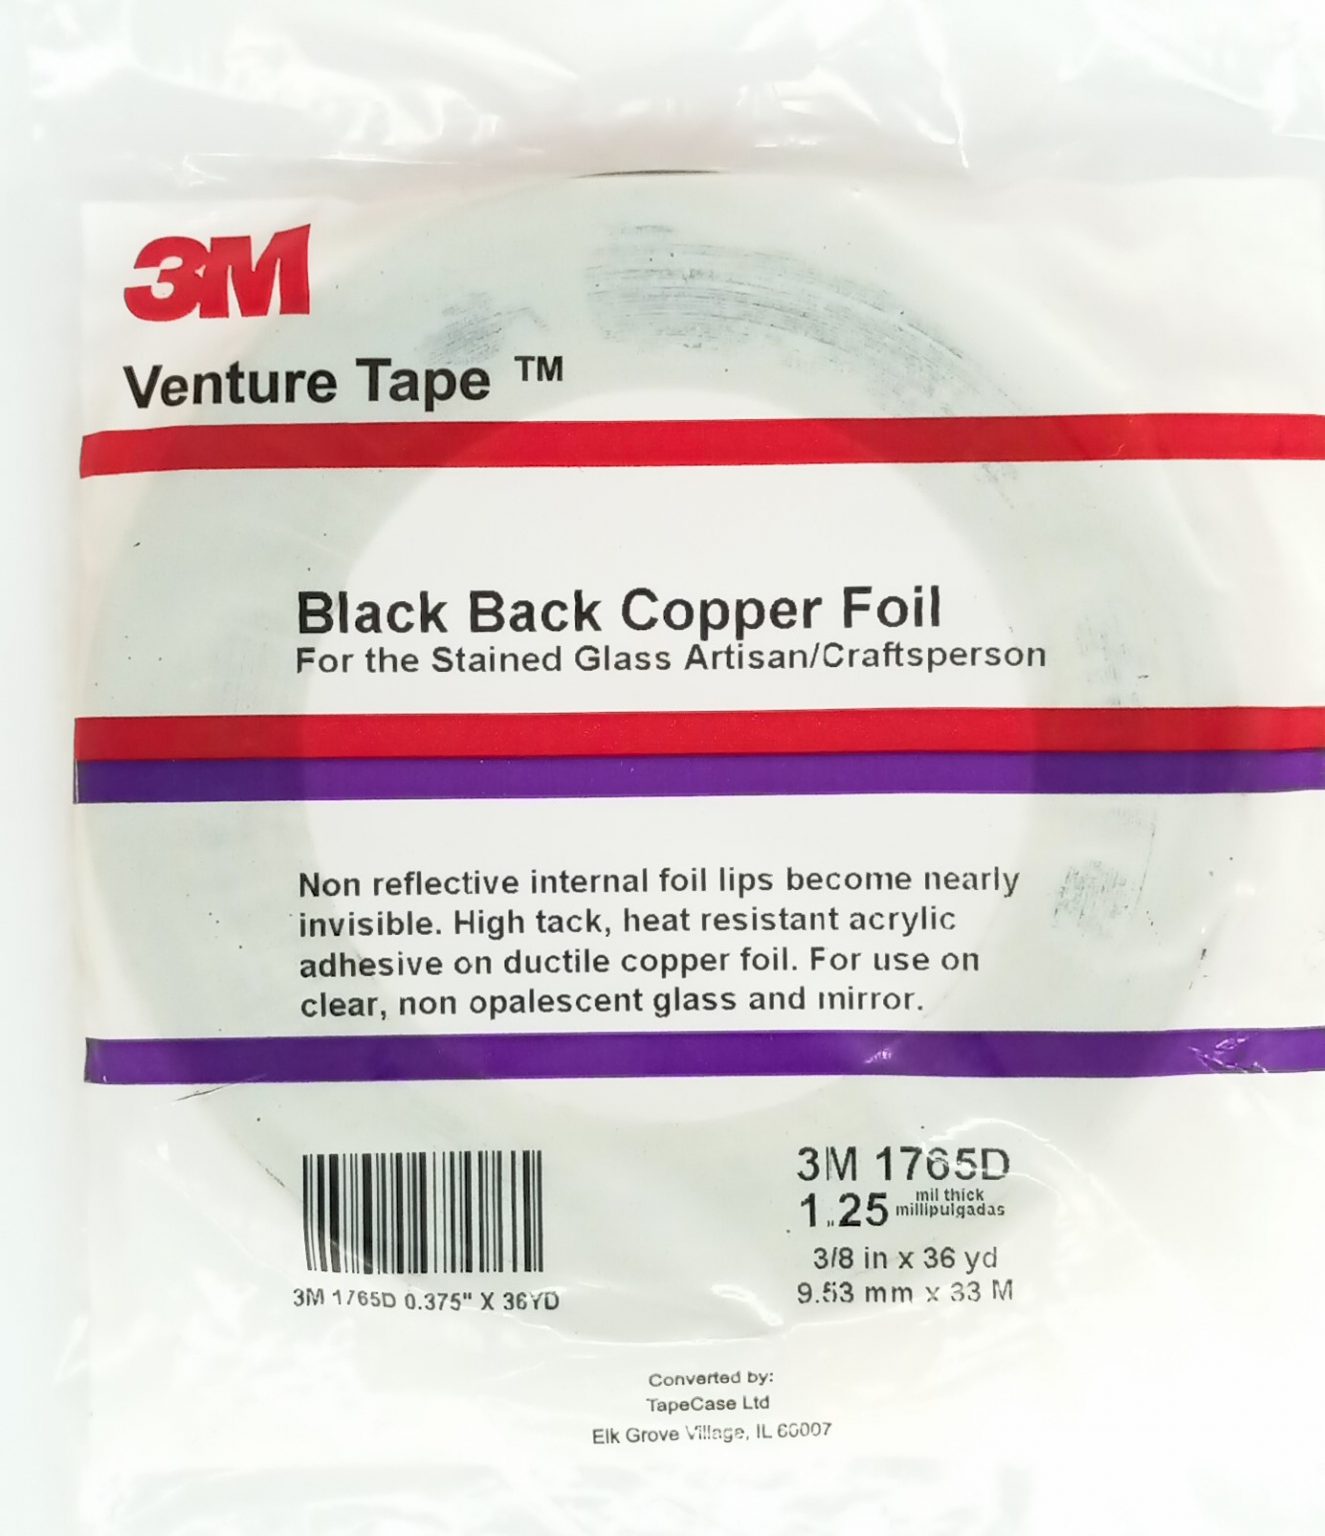 3M
Venture Tape ™
Black Back Copper Foil
For the Stained Glass Artisan/Craftsperson
Non reflective internal foil lips become nearly
invisible. High tack, heat resistant acrylic
adhesive on ductile copper foil. For use on
clear, non opalescent glass and mirror.
3M 1765D
1.25 mil thick
millipulgadas
3/8 in x 36 yd
9.53 mm x 33 M
3M 1765D 0.375" X 36YD
Converted by:
TapeCase Ltd
Elk Grove Village, IL 60007